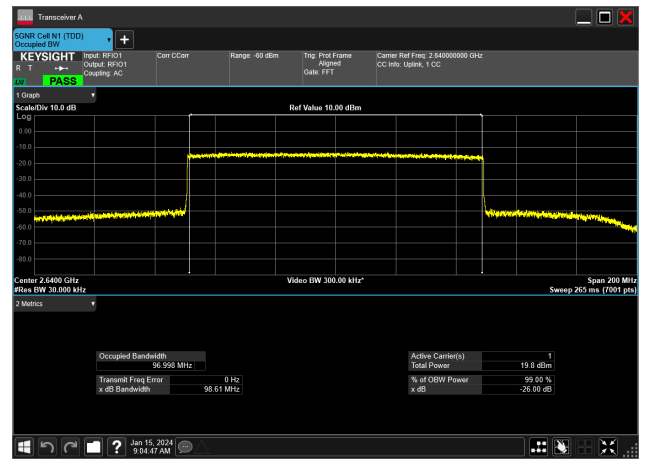 Transceiver A
5GNR Cell N1 (TDD)
Occupied BW
KEYSIGHT
R T
LW PASS
Input: RFIO1
Output: RFIO1
Coupling: AC
Corr CCorr
Range: -60 dBm
Trig: Prot Frame
Aligned
Gate: FFT
Carrier Ref Freq: 2.640000000 GHz
CC Info: Uplink, 1 CC
1 Graph
Scale/Div 10.0 dB
Ref Value 10.00 dBm
Log
0.00
-10.0
-20.0
-30.0
-40.0
-50.0
-60.0
-70.0
-80.0
Center 2.6400 GHz
Video BW 300.00 kHz*
Span 200 MHz
#Res BW 30.000 kHz
Sweep 265 ms (7001 pts)
2 Metrics
Occupied Bandwidth
96.998 MHz
Transmit Freq Error 0 Hz
x dB Bandwidth 98.61 MHz
Active Carrier(s) 1
Total Power 19.8 dBm
% of OBW Power 99.00 %
x dB -26.00 dB
Jan 15, 2024
9:04:47 AM